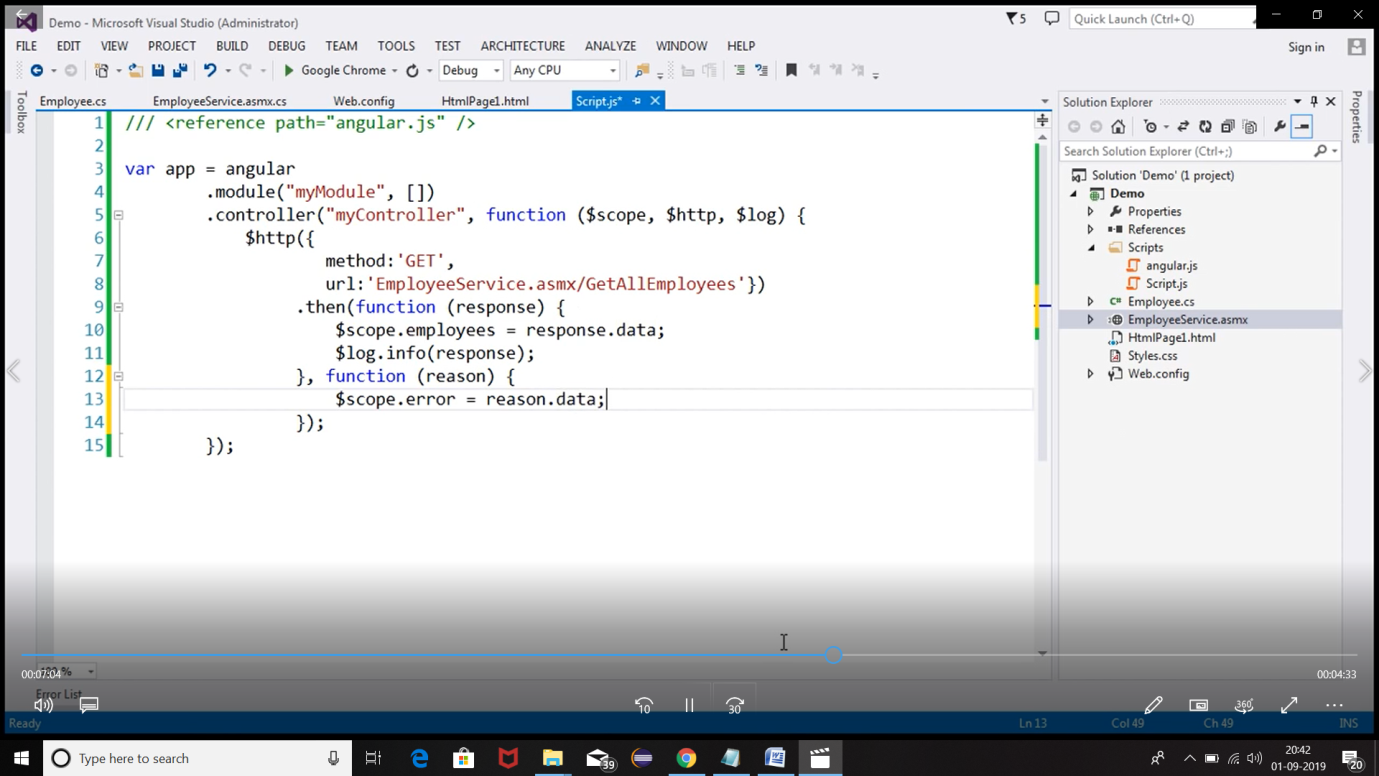 Demo - Microsoft Visual Studio (Administrator)
5
Quick Launch (Ctrl+Q)
FILE EDIT VIEW PROJECT BUILD DEBUG TEAM TOOLS TEST ARCHITECTURE ANALYZE WINDOW HELP
Sign in
Google Chrome Debug Any CPU
Toolbox
Employee.cs EmployeeService.asmx.cs Web.config HtmlPage1.html Script.js*
1 /// <reference path="angular.js" />
2
3 var app = angular
4 .module("myModule", [])
5 .controller("myController", function ($scope, $http, $log) {
6 $http({
7 method:'GET',
8 url:'EmployeeService.asmx/GetAllEmployees'})
9 .then(function (response) {
10 $scope.employees = response.data;
11 $log.info(response);
12 }, function (reason) {
13 $scope.error = reason.data;
14 });
15 });
Solution Explorer
Search Solution Explorer (Ctrl+;)
Solution 'Demo' (1 project)
Demo
Properties
References
Scripts
angular.js
Script.js
Employee.cs
EmployeeService.asmx
HtmlPage1.html
Styles.css
Web.config
Properties
00:07:04
00:04:33
Error List
10
30
360
Ready
Ln 13 Col 49 Ch 49 INS
Type here to search
39
20:42
01-09-2019
20